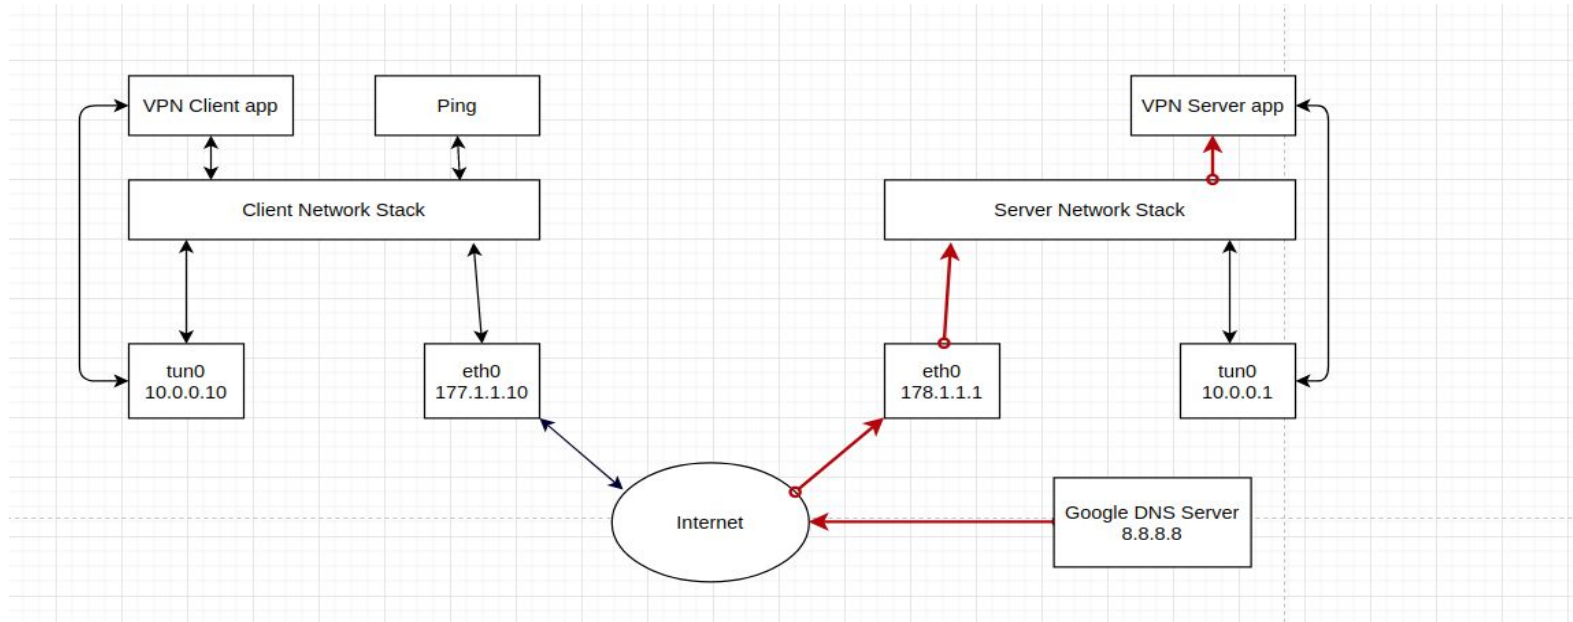 VPN Client app
Ping
VPN Server app
Client Network Stack
Server Network Stack
tun0
10.0.0.10
eth0
177.1.1.10
eth0
178.1.1.1
tun0
10.0.0.1
Internet
Google DNS Server
8.8.8.8